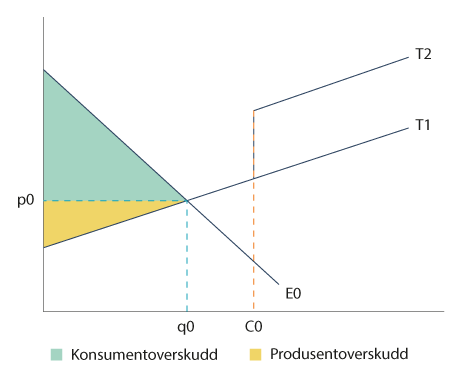 T2
T1
p0
E0
q0
C0
Konsumentoverskudd
Produsentoverskudd